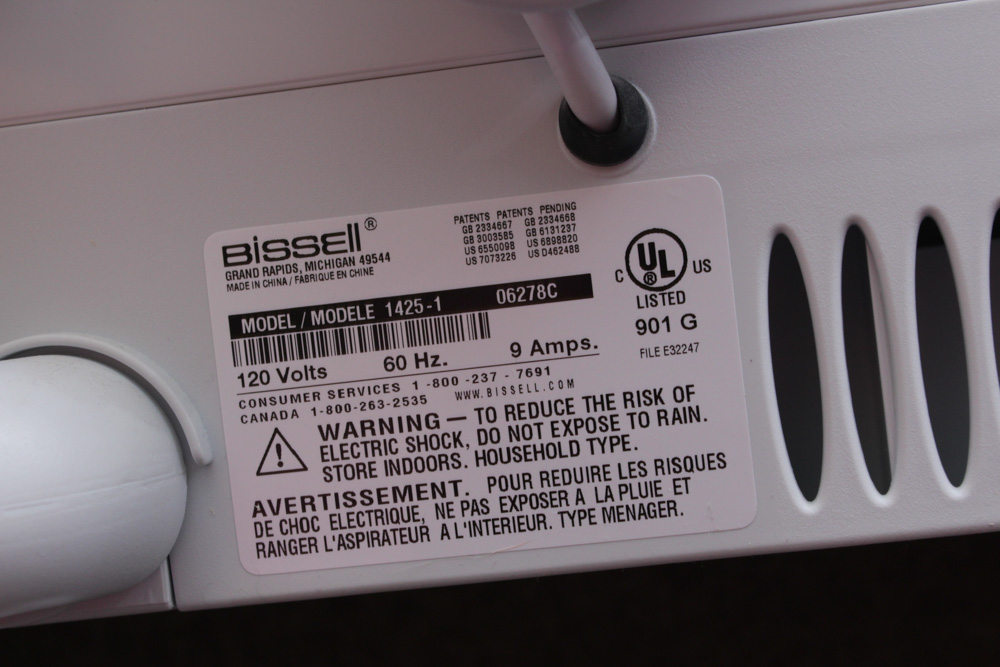 BISSELL®
GRAND RAPIDS, MICHIGAN 49544
MADE IN CHINA / FABRIQUE EN CHINE
PATENTS PATENTS PENDING
GB 2334667 GB 2334668
GB 3003585 GB 6131237
US 6550098 US 6898820
US 7073226 US D462488
C UL ® US
LISTED
901 G
FILE E32247
MODEL / MODELE 1425-1 06278C
120 Volts 60 Hz. 9 Amps.
CONSUMER SERVICES 1-800-237-7691
CANADA 1-800-263-2535 WWW.BISSELL.COM
WARNING — TO REDUCE THE RISK OF
ELECTRIC SHOCK, DO NOT EXPOSE TO RAIN.
STORE INDOORS. HOUSEHOLD TYPE.
AVERTISSEMENT. POUR REDUIRE LES RISQUES
DE CHOC ELECTRIQUE, NE PAS EXPOSER A LA PLUIE ET
RANGER L'ASPIRATEUR A L'INTERIEUR. TYPE MENAGER.